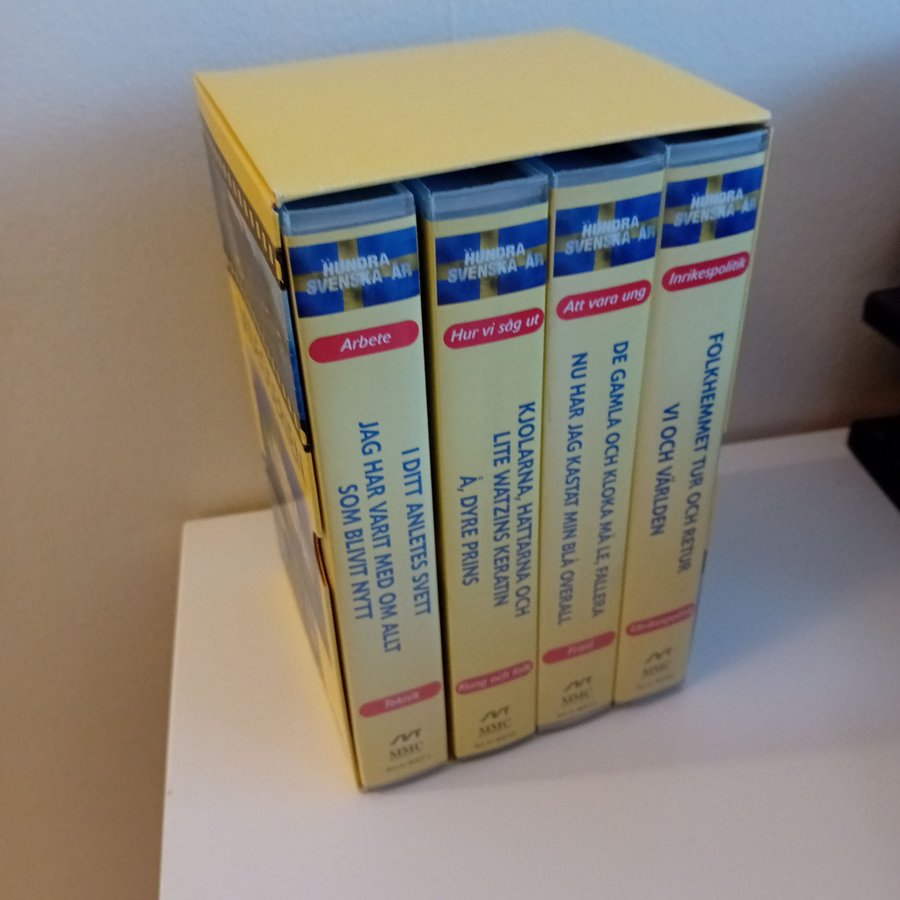 HUNDRA
SVENSKA ÅR
Arbete
I DITT ANLETES SVETT
JAG HAR VARIT MED OM ALLT
SOM BLIVIT NYTT
Teknik
MMC
HUNDRA
SVENSKA ÅR
Hur vi såg ut
KJOLARNA, HATTARNA OCH
LITE WATZINS KERATIN
Å, DYRE PRINS
Kung och folk
MMC
HUNDRA
SVENSKA ÅR
Att vara ung
DE GAMLA OCH KLOKA MÅ LE, FALLERA
NU HAR JAG KASTAT MIN BLÅ OVERALL
Fritid
MMC
HUNDRA
SVENSKA ÅR
Inrikespolitik
FOLKHEMMET TUR OCH RETUR
VI OCH VÄRLDEN
Utrikespolitik
MMC